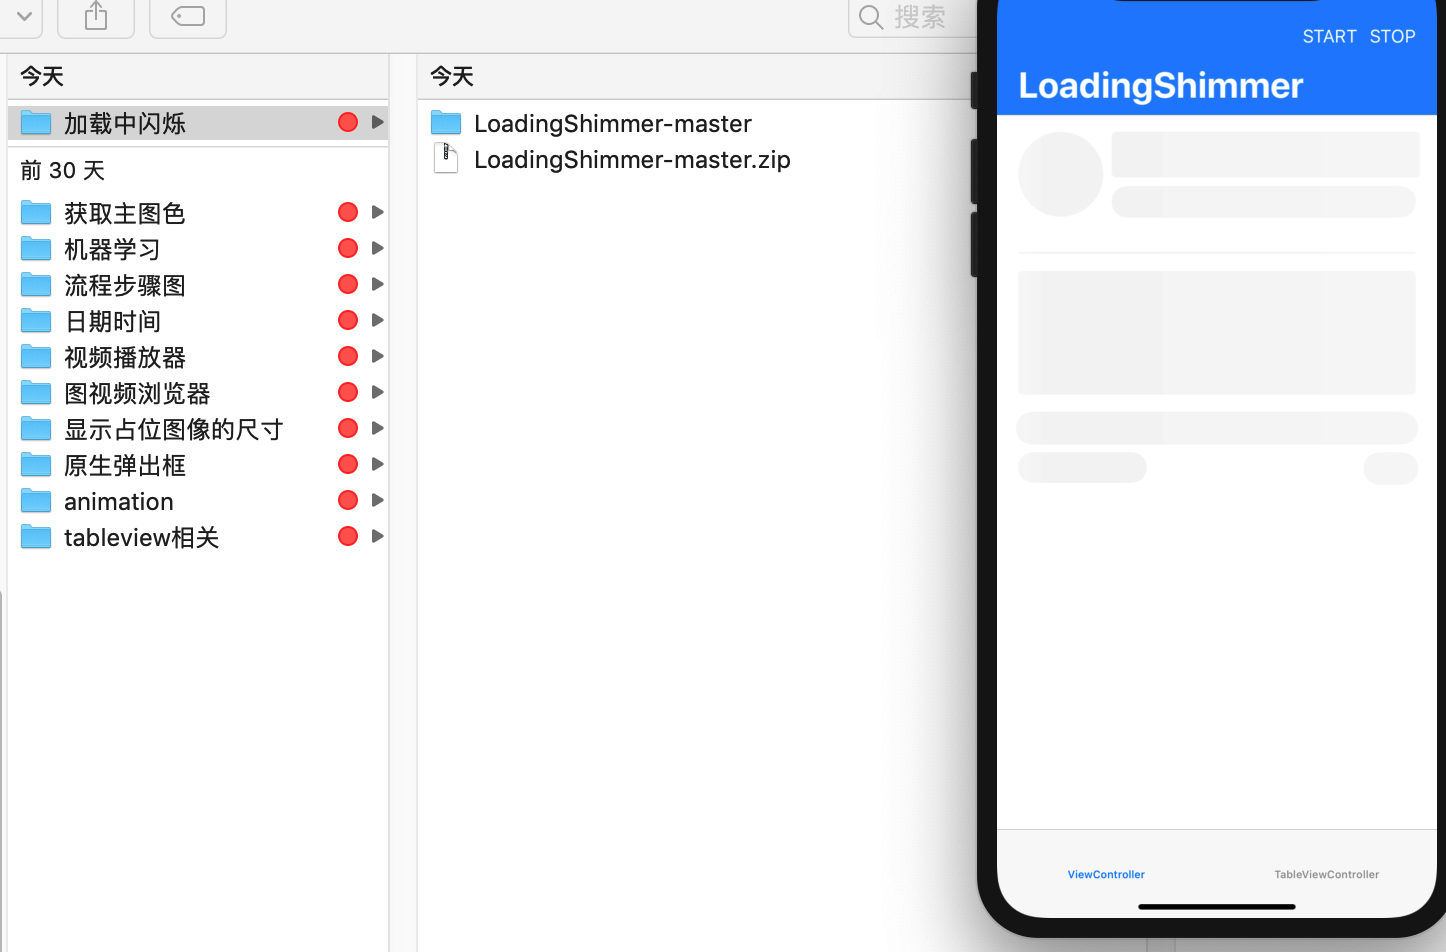 搜索
今天
加载中闪烁
前 30 天
获取主图色
机器学习
流程步骤图
日期时间
视频播放器
图视频浏览器
显示占位图像的尺寸
原生弹出框
animation
tableview相关
今天
LoadingShimmer-master
LoadingShimmer-master.zip
START STOP
LoadingShimmer
ViewController
TableViewController